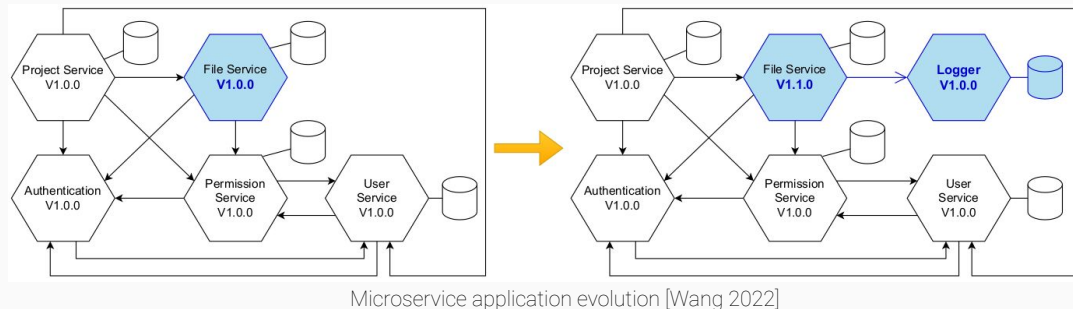 Project Service
V1.0.0
File Service
V1.0.0
Authentication
V1.0.0
Permission
Service
V1.0.0
User
Service
V1.0.0
Project Service
V1.0.0
File Service
V1.1.0
Logger
V1.0.0
Authentication
V1.0.0
Permission
Service
V1.0.0
User
Service
V1.0.0
Microservice application evolution [Wang 2022]